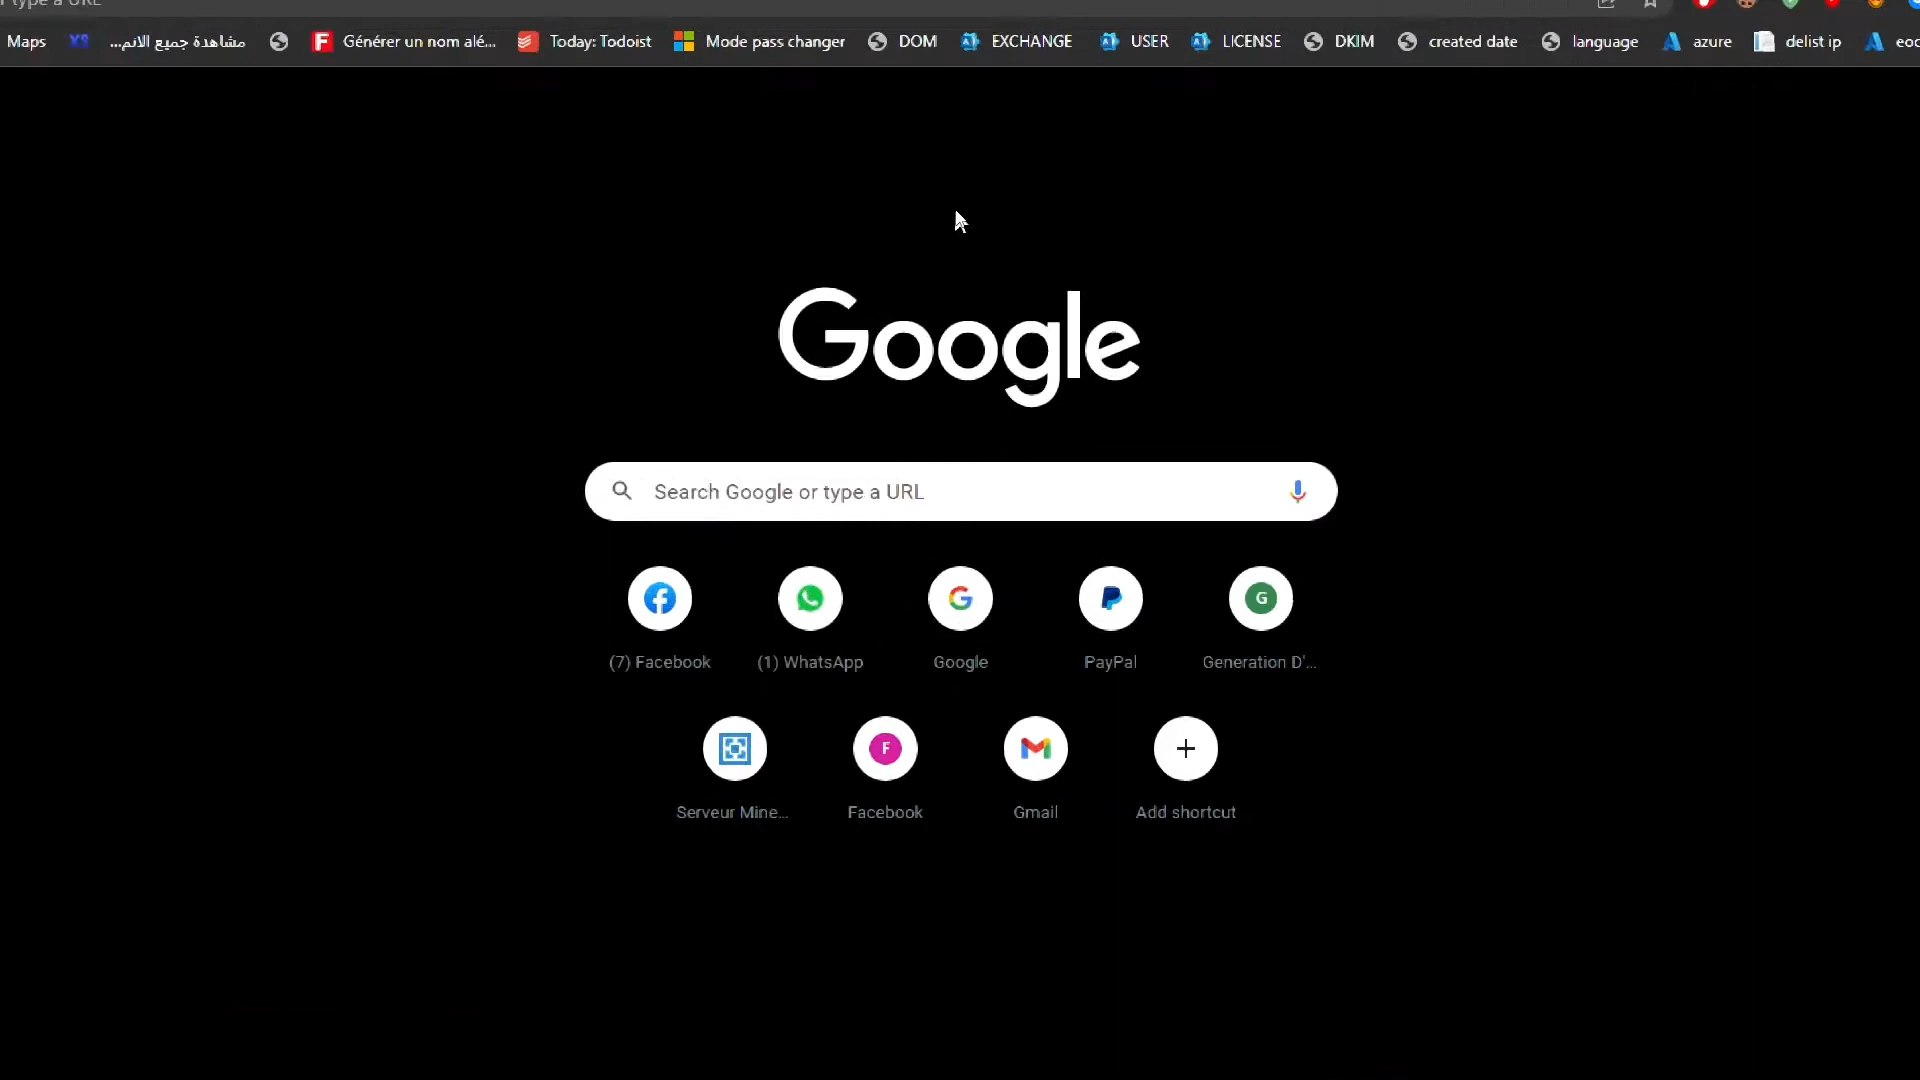 type a URL
Maps
مشاهدة جميع الانم...
Générer un nom alé...
Today: Todoist
Mode pass changer
DOM
EXCHANGE
USER
LICENSE
DKIM
created date
language
azure
delist ip
Google
Search Google or type a URL
(7) Facebook
(1) WhatsApp
Google
PayPal
G
Generation D'...
Serveur Mine...
F
Facebook
Gmail
Add shortcut